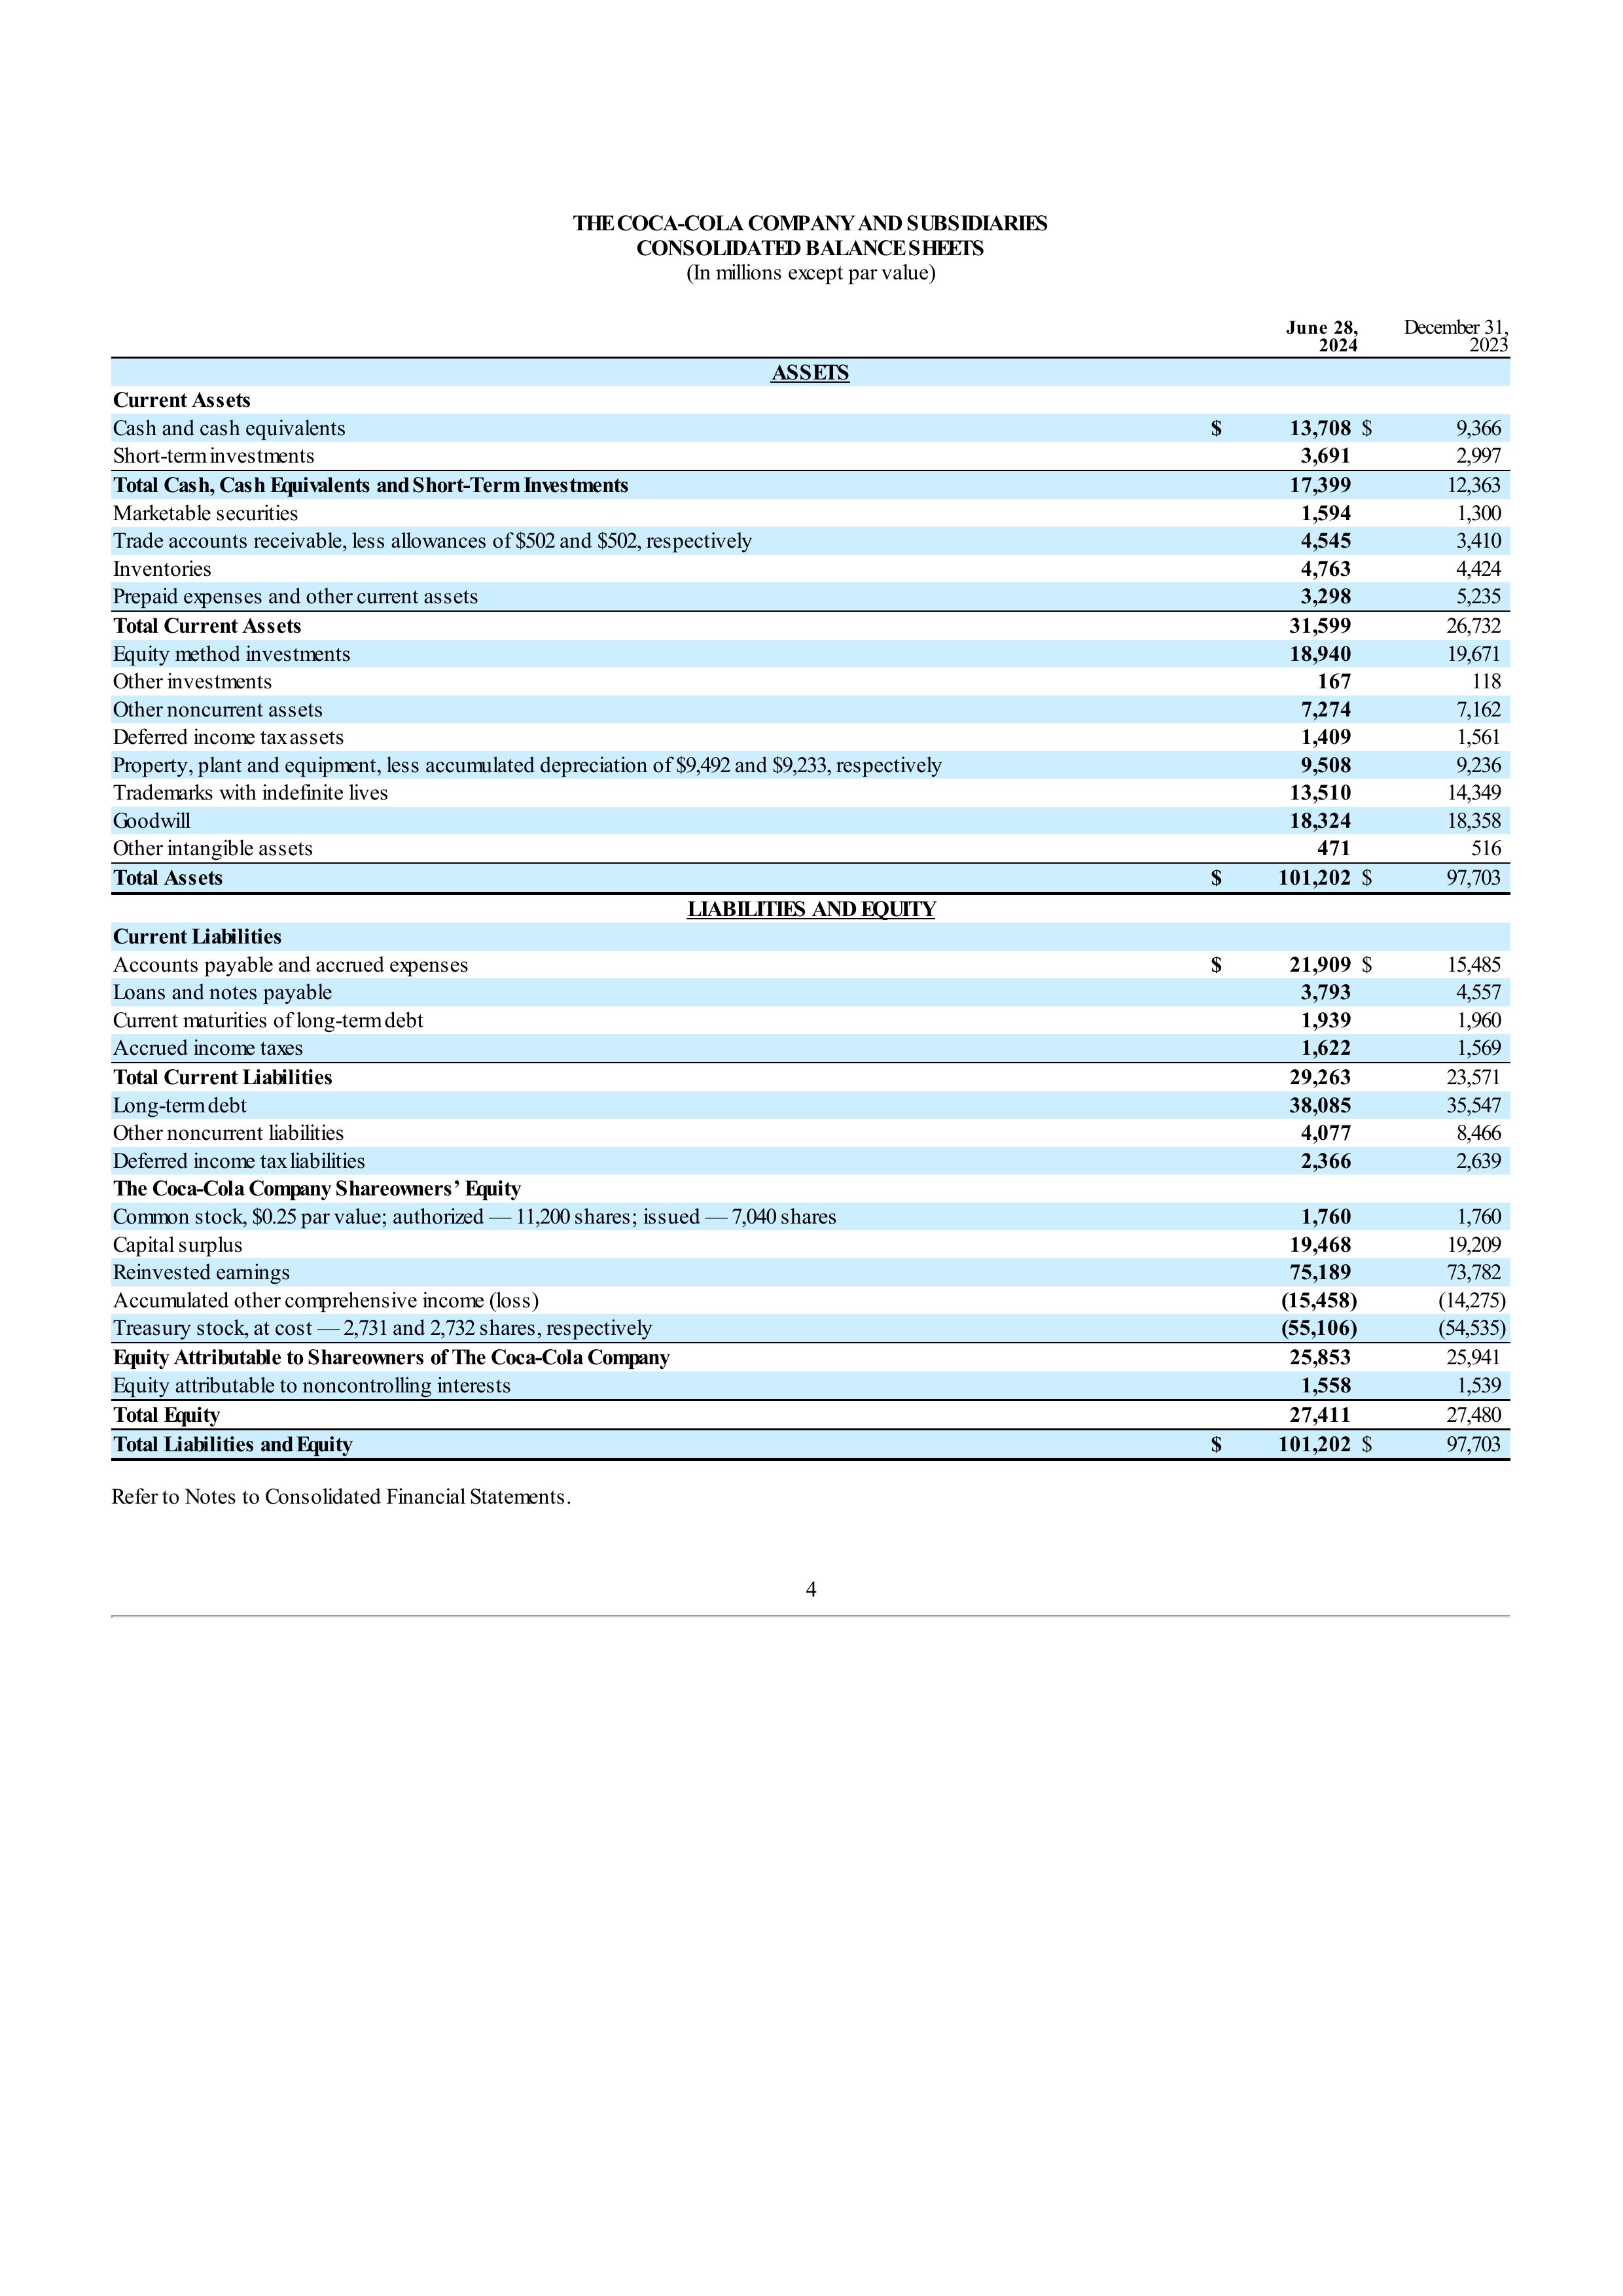 THE COCA-COLA COMPANY AND SUBSIDIARIES
CONSOLIDATED BALANCE SHEETS
(In millions except par value)
June 28, 2024 December 31, 2023
ASSETS
Current Assets
Cash and cash equivalents $ 13,708 $ 9,366
Short-term investments 3,691 2,997
Total Cash, Cash Equivalents and Short-Term Investments 17,399 12,363
Marketable securities 1,594 1,300
Trade accounts receivable, less allowances of $502 and $502, respectively 4,545 3,410
Inventories 4,763 4,424
Prepaid expenses and other current assets 3,298 5,235
Total Current Assets 31,599 26,732
Equity method investments 18,940 19,671
Other investments 167 118
Other noncurrent assets 7,274 7,162
Deferred income tax assets 1,409 1,561
Property, plant and equipment, less accumulated depreciation of $9,492 and $9,233, respectively 9,508 9,236
Trademarks with indefinite lives 13,510 14,349
Goodwill 18,324 18,358
Other intangible assets 471 516
Total Assets $ 101,202 $ 97,703
LIABILITIES AND EQUITY
Current Liabilities
Accounts payable and accrued expenses $ 21,909 $ 15,485
Loans and notes payable 3,793 4,557
Current maturities of long-term debt 1,939 1,960
Accrued income taxes 1,622 1,569
Total Current Liabilities 29,263 23,571
Long-term debt 38,085 35,547
Other noncurrent liabilities 4,077 8,466
Deferred income tax liabilities 2,366 2,639
The Coca-Cola Company Shareowners’ Equity
Common stock, $0.25 par value; authorized — 11,200 shares; issued — 7,040 shares 1,760 1,760
Capital surplus 19,468 19,209
Reinvested earnings 75,189 73,782
Accumulated other comprehensive income (loss) (15,458) (14,275)
Treasury stock, at cost — 2,731 and 2,732 shares, respectively (55,106) (54,535)
Equity Attributable to Shareowners of The Coca-Cola Company 25,853 25,941
Equity attributable to noncontrolling interests 1,558 1,539
Total Equity 27,411 27,480
Total Liabilities and Equity $ 101,202 $ 97,703
Refer to Notes to Consolidated Financial Statements.
4